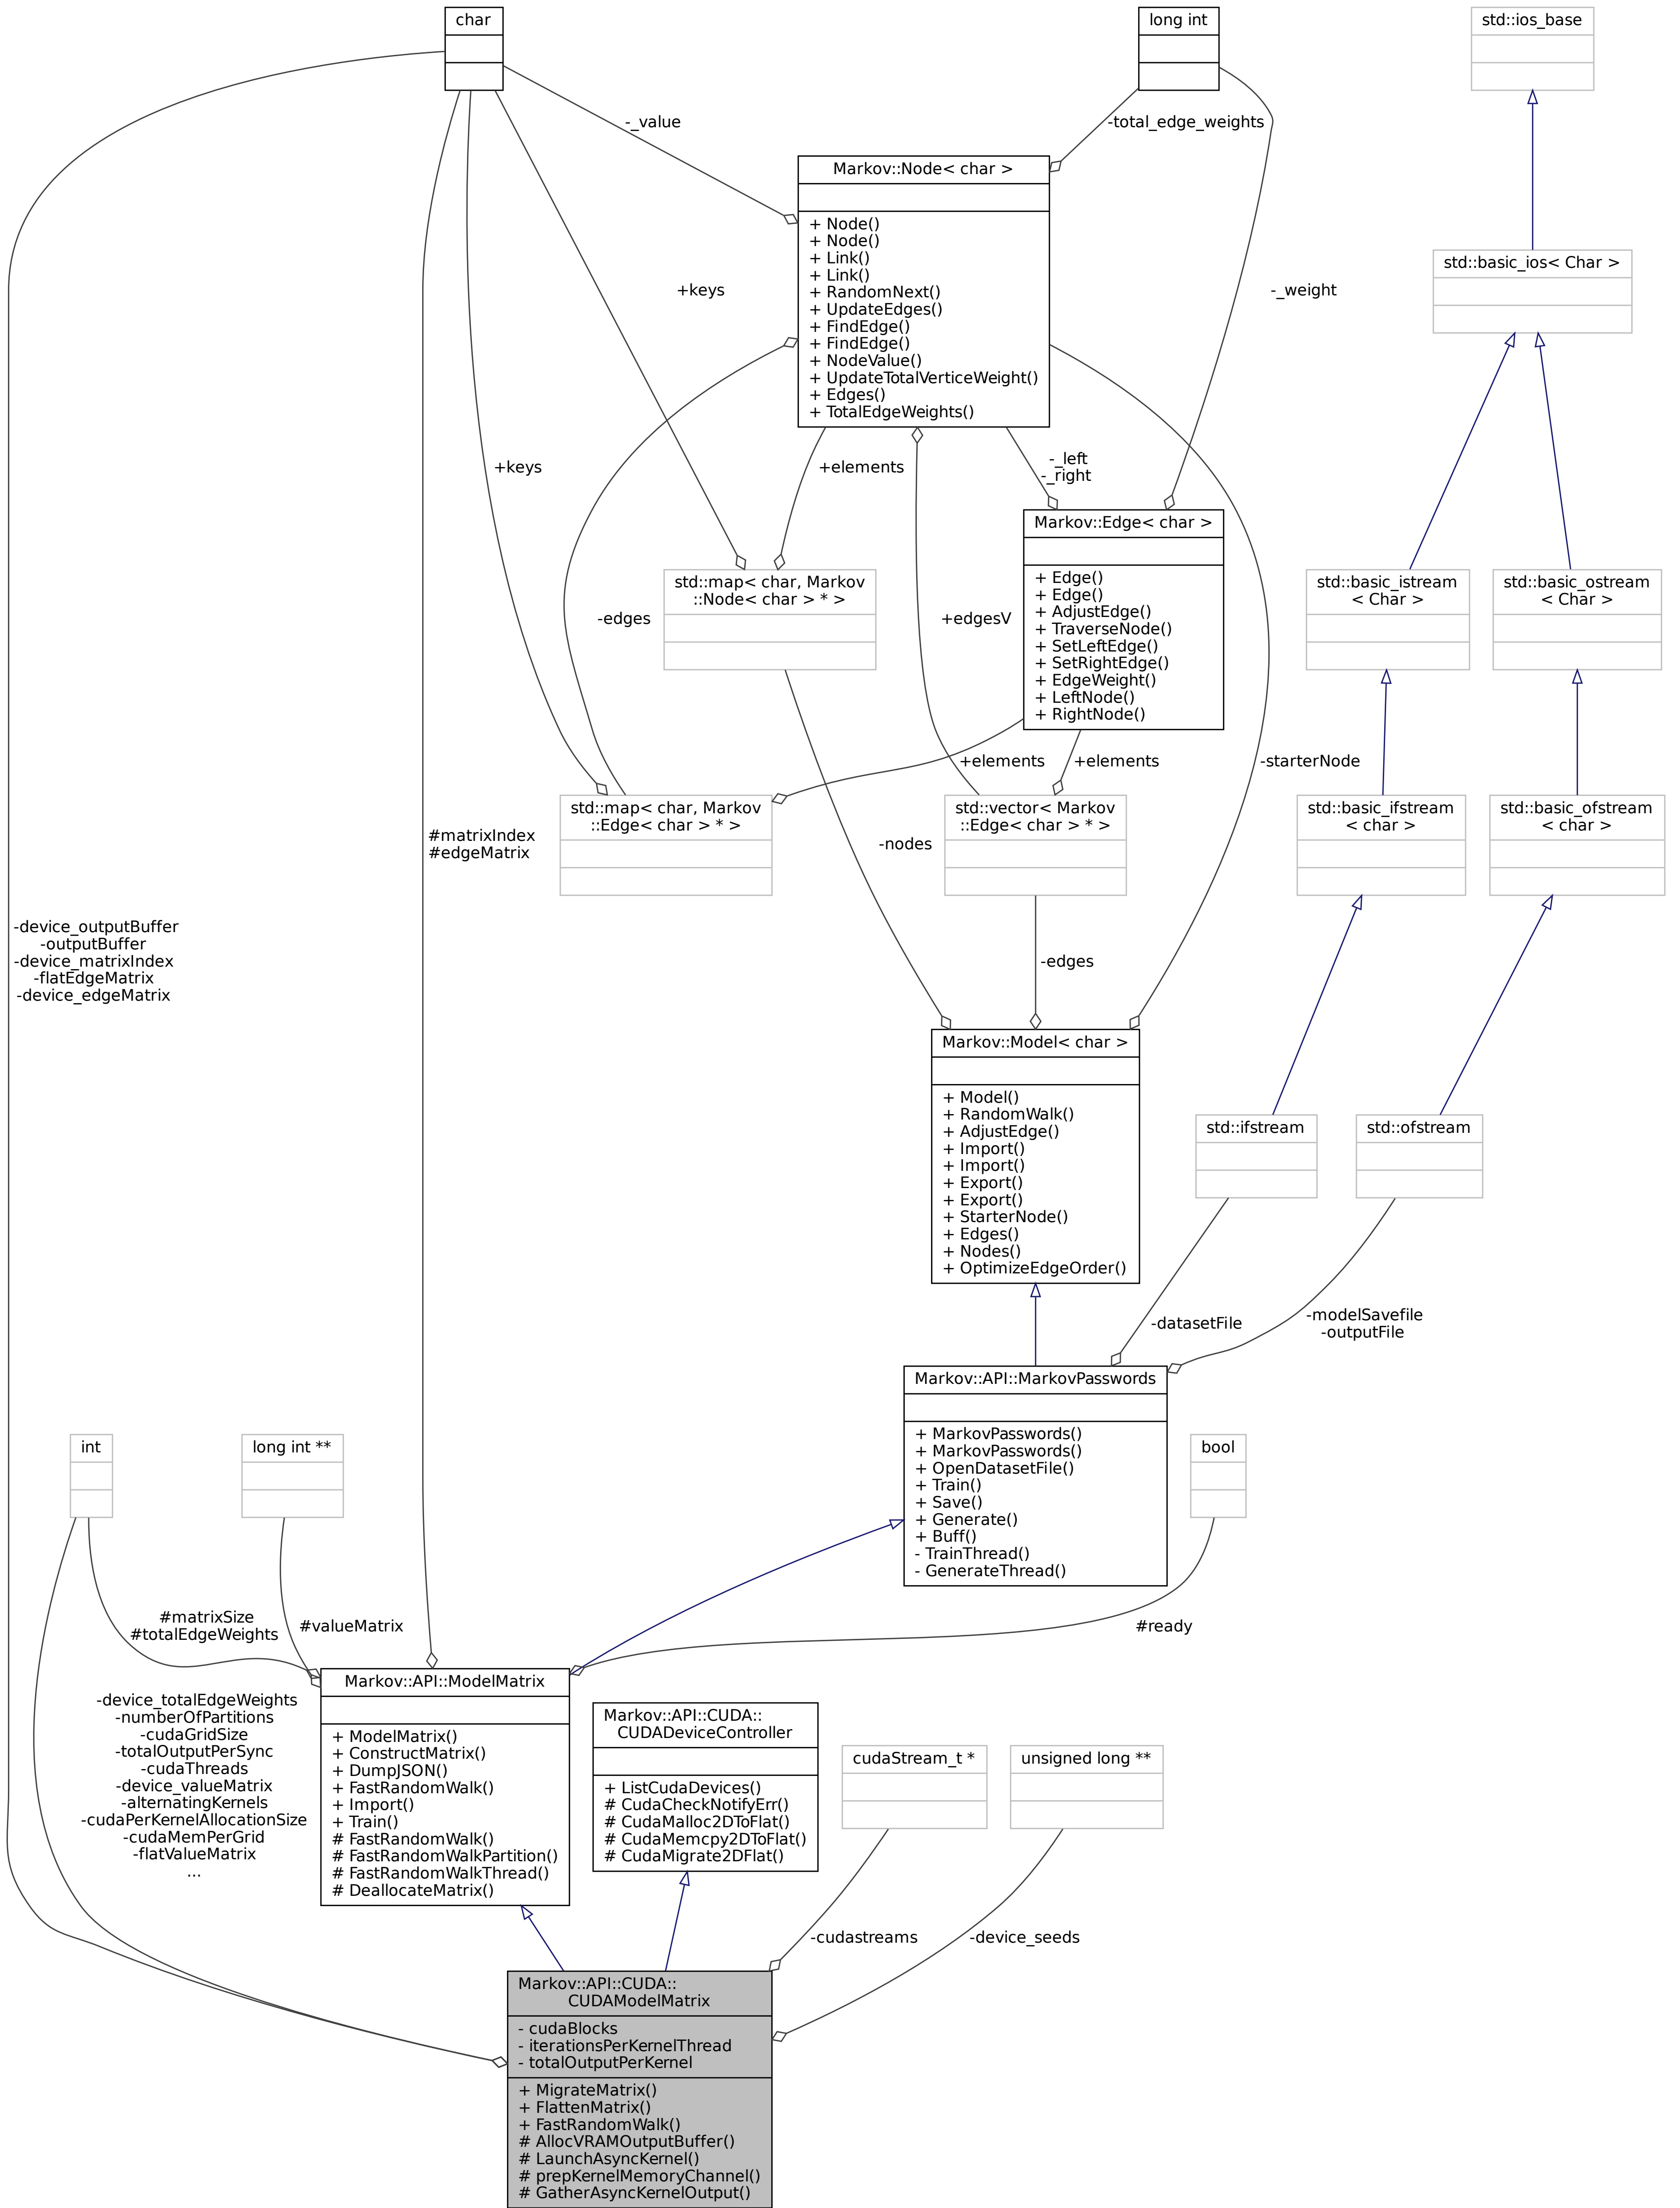 char
long int
std::ios_base
-_value
-total_edge_weights
Markov::Node< char >
+ Node()
+ Node()
+ Link()
+ Link()
+ RandomNext()
+ UpdateEdges()
+ FindEdge()
+ FindEdge()
+ NodeValue()
+ UpdateTotalVerticeWeight()
+ Edges()
+ TotalEdgeWeights()
std::basic_ios< Char >
+keys
-_weight
+keys
+elements
-_left
-_right
Markov::Edge< char >
+ Edge()
+ Edge()
+ AdjustEdge()
+ TraverseNode()
+ SetLeftEdge()
+ SetRightEdge()
+ EdgeWeight()
+ LeftNode()
+ RightNode()
std::map< char, Markov
::Node< char > * >
std::basic_istream
< Char >
std::basic_ostream
< Char >
-edges
+edgesV
+elements
+elements
-starterNode
std::map< char, Markov
::Edge< char > * >
std::vector< Markov
::Edge< char > * >
std::basic_ifstream
< char >
std::basic_ofstream
< char >
#matrixIndex
#edgeMatrix
-nodes
-device_outputBuffer
-outputBuffer
-device_matrixIndex
-flatEdgeMatrix
-device_edgeMatrix
-edges
Markov::Model< char >
+ Model()
+ RandomWalk()
+ AdjustEdge()
+ Import()
+ Import()
+ Export()
+ Export()
+ StarterNode()
+ Edges()
+ Nodes()
+ OptimizeEdgeOrder()
std::ifstream
std::ofstream
-datasetFile
-modelSavefile
-outputFile
Markov::API::MarkovPasswords
+ MarkovPasswords()
+ MarkovPasswords()
+ OpenDatasetFile()
+ Train()
+ Save()
+ Generate()
+ Buff()
- TrainThread()
- GenerateThread()
int
long int **
bool
#matrixSize
#totalEdgeWeights
#valueMatrix
#ready
Markov::API::ModelMatrix
+ ModelMatrix()
+ ConstructMatrix()
+ DumpJSON()
+ FastRandomWalk()
+ Import()
+ Train()
# FastRandomWalk()
# FastRandomWalkPartition()
# FastRandomWalkThread()
# DeallocateMatrix()
-device_totalEdgeWeights
-numberOfPartitions
-cudaGridSize
-totalOutputPerSync
-cudaThreads
-device_valueMatrix
-alternatingKernels
-cudaPerKernelAllocationSize
-cudaMemPerGrid
-flatValueMatrix
...
Markov::API::CUDA::
CUDADeviceController
+ ListCudaDevices()
# CudaCheckNotifyErr()
# CudaMalloc2DToFlat()
# CudaMemcpy2DToFlat()
# CudaMigrate2DFlat()
cudaStream_t *
unsigned long **
-cudastreams
-device_seeds
Markov::API::CUDA::
CUDAModelMatrix
- cudaBlocks
- iterationsPerKernelThread
- totalOutputPerKernel
+ MigrateMatrix()
+ FlattenMatrix()
+ FastRandomWalk()
# AllocVRAMOutputBuffer()
# LaunchAsyncKernel()
# prepKernelMemoryChannel()
# GatherAsyncKernelOutput()